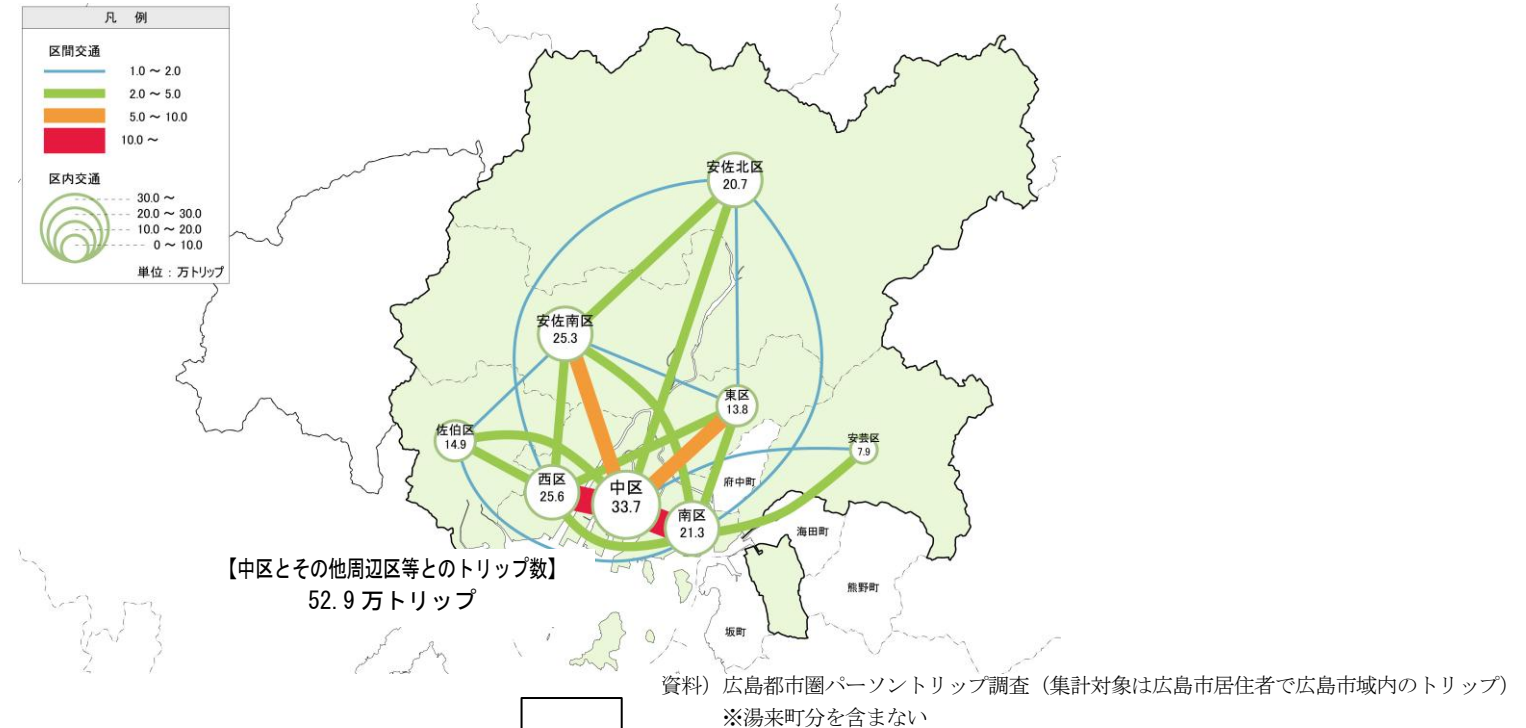 凡 例
区間交通
1.0 ～ 2.0
2.0 ～ 5.0
5.0 ～ 10.0
10.0 ～
区内交通
30.0 ～
20.0 ～ 30.0
10.0 ～ 20.0
0 ～ 10.0
単位 : 万トリップ
安佐北区
20.7
安佐南区
25.3
東区
13.8
佐伯区
14.9
安芸区
7.9
西区
25.6
中区
33.7
南区
21.3
府中町
海田町
熊野町
坂町
【中区とその他周辺区等とのトリップ数】
52.9 万トリップ
資料）広島都市圏パーソントリップ調査（集計対象は広島市居住者で広島市域内のトリップ）
※湯来町分を含まない